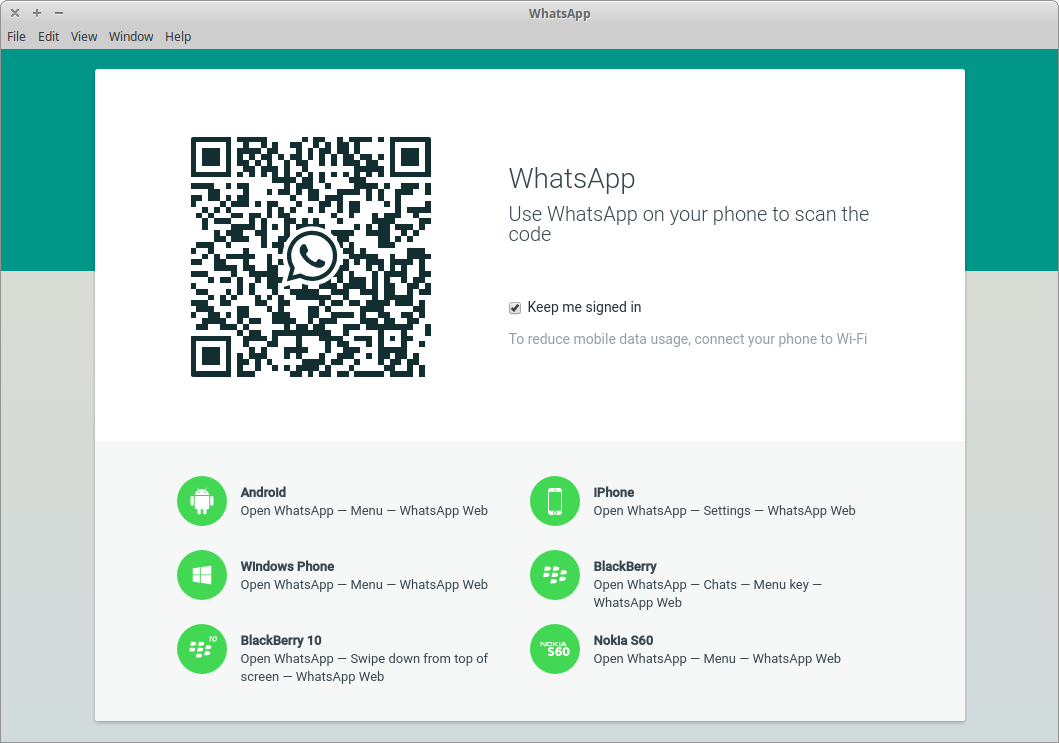 WhatsApp
File Edit View Window Help
WhatsApp
Use WhatsApp on your phone to scan the
code
Keep me signed in
To reduce mobile data usage, connect your phone to Wi-Fi
Android
Open WhatsApp — Menu — WhatsApp Web
iPhone
Open WhatsApp — Settings — WhatsApp Web
Windows Phone
Open WhatsApp — Menu — WhatsApp Web
BlackBerry
Open WhatsApp — Chats — Menu key —
WhatsApp Web
10
BlackBerry 10
Open WhatsApp — Swipe down from top of
screen — WhatsApp Web
NOKIA
S60
Nokia S60
Open WhatsApp — Menu — WhatsApp Web